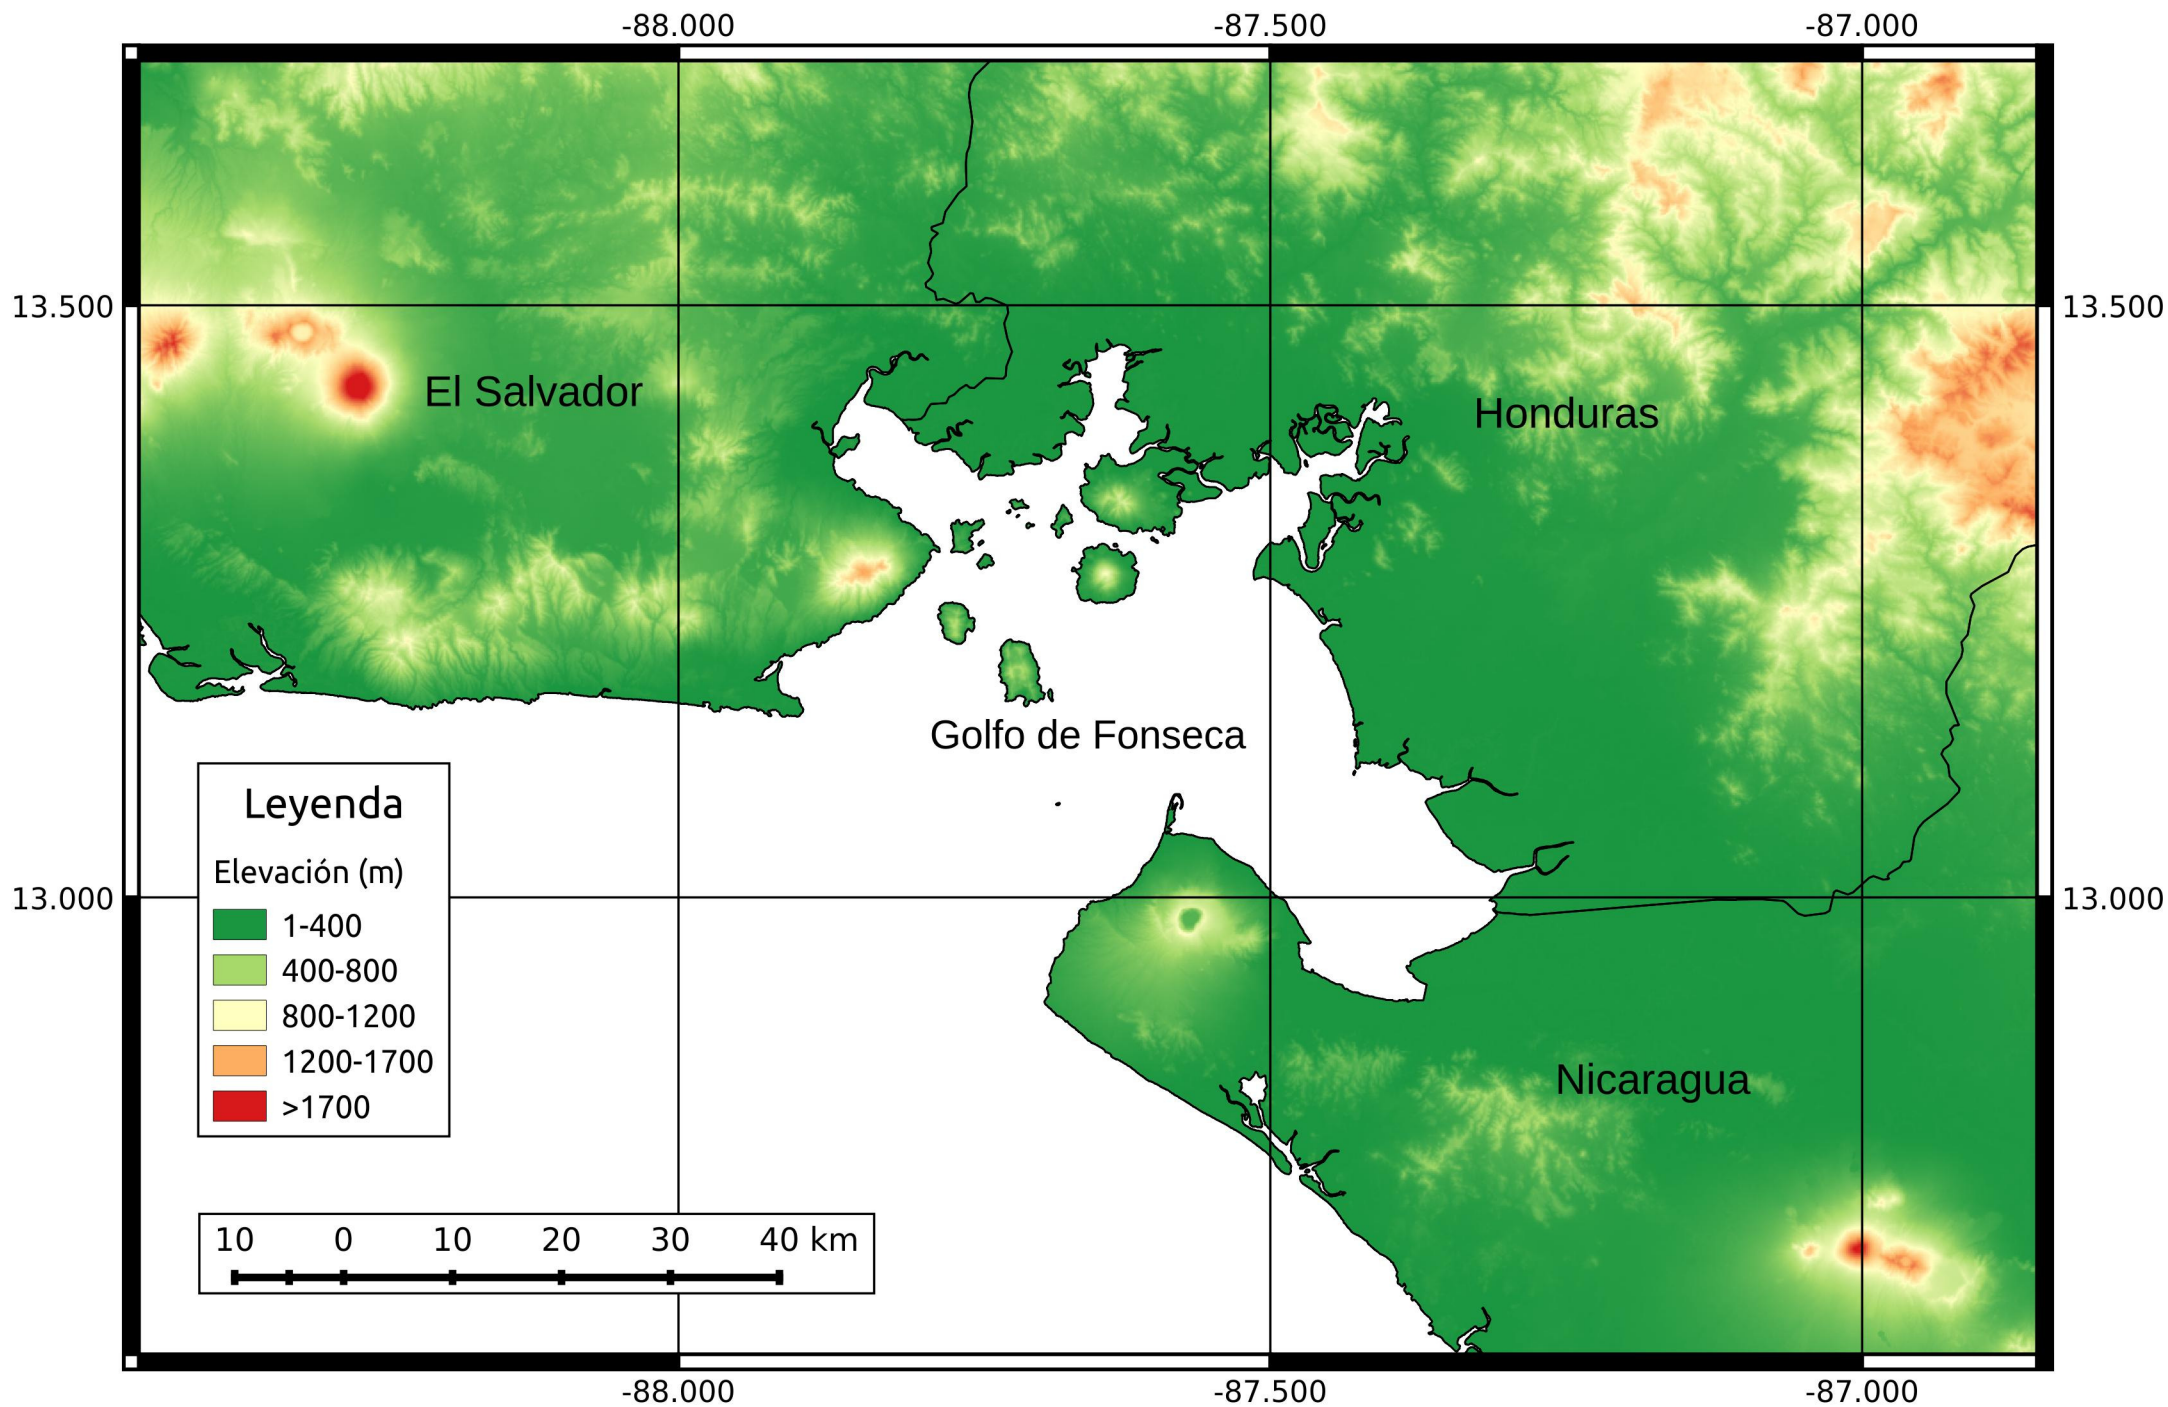 -88.000 -87.500 -87.000
13.500 13.500
El Salvador
Honduras
Golfo de Fonseca
Leyenda
Elevación (m)
13.000 13.000
1-400
400-800
800-1200
1200-1700
>1700
Nicaragua
10 0 10 20 30 40 km
-88.000 -87.500 -87.000